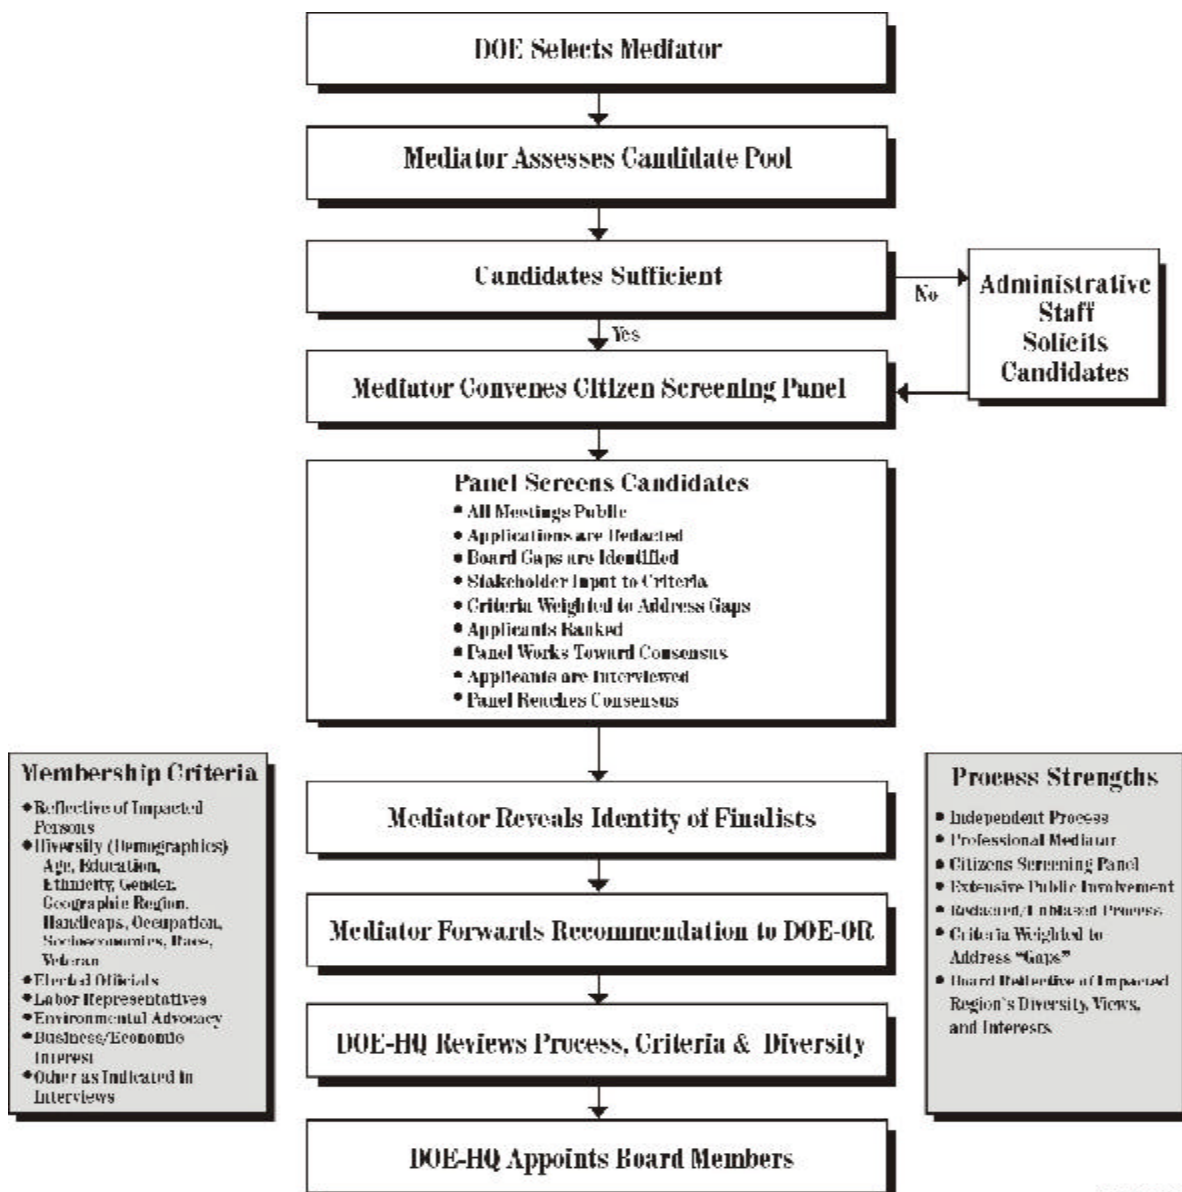 DOE Selects Mediator
Mediator Assesses Candidate Pool
Candidates Sufficient
No
Administrative
Staff
Solicits
Candidates
Yes
Mediator Convenes Citizen Screening Panel
Panel Screens Candidates
• All Meetings Public
• Applications are Redacted
• Board Gaps are Identified
• Stakeholder Input to Criteria
• Criteria Weighted to Address Gaps
• Applicants Ranked
• Panel Works Toward Consensus
• Applicants are Interviewed
• Panel Reaches Consensus
Membership Criteria
◆Reflective of Impacted
Persons
◆Diversity (Demographics)
Age, Education,
Ethnicity, Gender,
Geographic Region,
Handicaps, Occupation,
Socioeconomics, Race,
Veteran
◆Elected Officials
◆Labor Representatives
◆Environmental Advocacy
◆Business/Economic
Interest
◆Other as Indicated in
Interviews
Mediator Reveals Identity of Finalists
Mediator Forwards Recommendation to DOE-OR
DOE-HQ Reviews Process, Criteria & Diversity
DOE-HQ Appoints Board Members
Process Strengths
• Independent Process
• Professional Mediator
• Citizens Screening Panel
• Extensive Public Involvement
• Redacted/Unbiased Process
• Criteria Weighted to
Address "Gaps"
• Board Reflective of Impacted
Region's Diversity, Views,
and Interests.